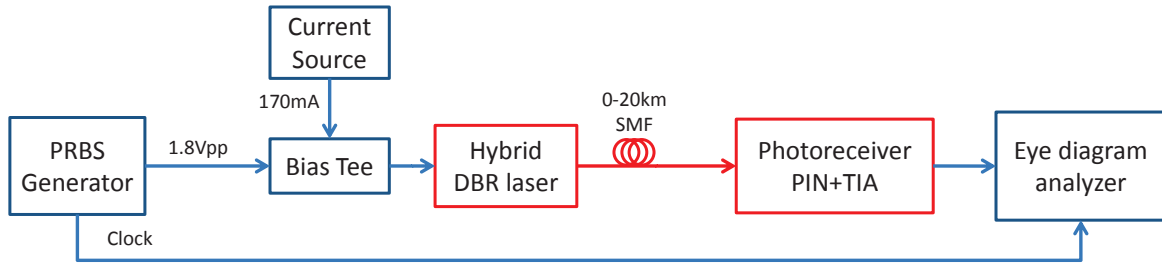 Current
Source
170mA
0-20km
SMF
PRBS
Generator
1.8Vpp
Bias Tee
Hybrid
DBR laser
Photoreceiver
PIN+TIA
Eye diagram
analyzer
Clock